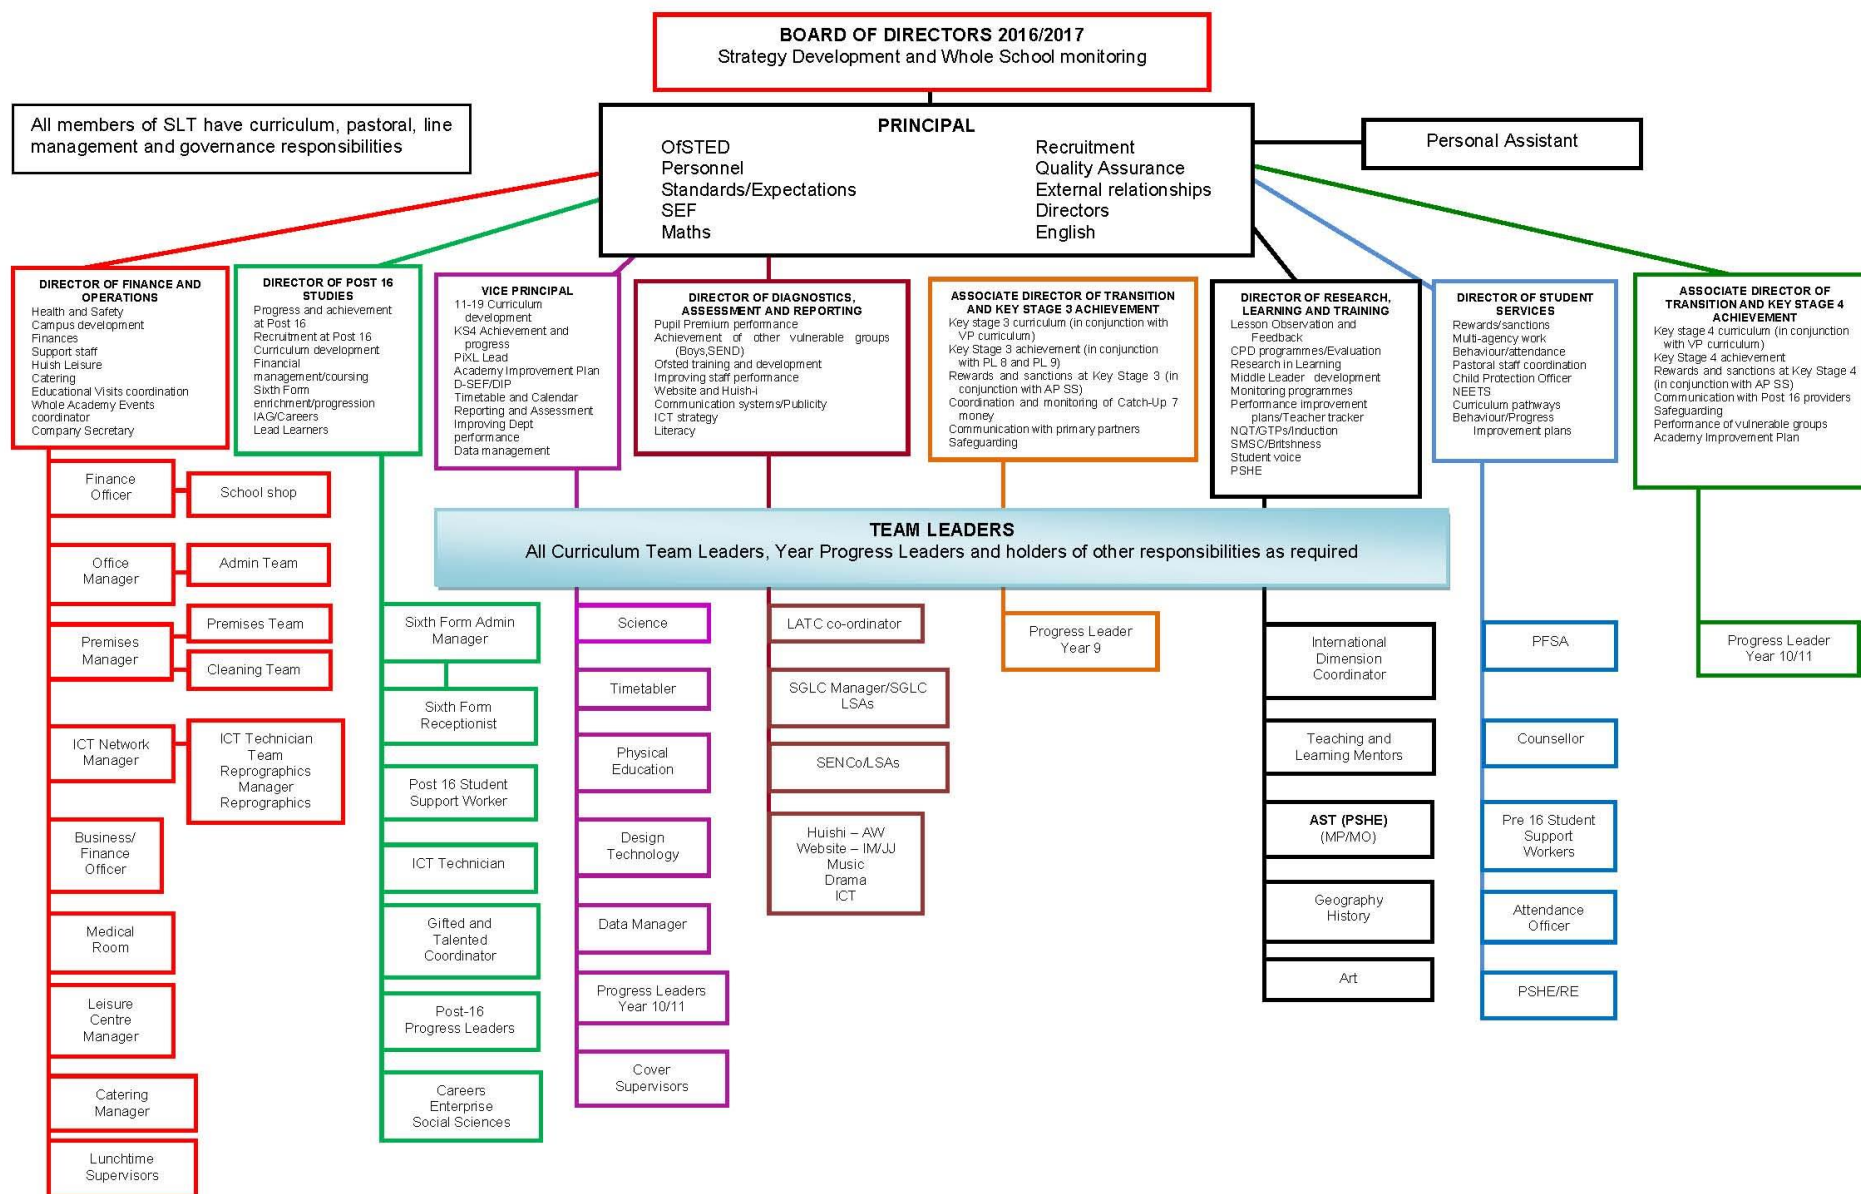 BOARD OF DIRECTORS 2016/2017
Strategy Development and Whole School monitoring
All members of SLT have curriculum, pastoral, line
management and governance responsibilities
PRINCIPAL
OfSTED
Personnel
Standards/Expectations
SEF
Maths
Recruitment
Quality Assurance
External relationships
Directors
English
Personal Assistant
DIRECTOR OF FINANCE AND
OPERATIONS
Health and Safety
Campus development
Finances
Support staff
Huish Leisure
Catering
Educational Visits coordination
Whole Academy Events
coordinator
Company Secretary
DIRECTOR OF POST 16
STUDIES
Progress and achievement
at Post 16
Recruitment at Post 16
Curriculum development
Financial
management/coursing
Sixth Form
enrichment/progression
IAG/Careers
Lead Learners
VICE PRINCIPAL
11-19 Curriculum
development
KS4 Achievement and
progress
PiXL Lead
Academy Improvement Plan
D-SEF/DIP
Timetable and Calendar
Reporting and Assessment
Improving Dept
performance
Data management
DIRECTOR OF DIAGNOSTICS,
ASSESSMENT AND REPORTING
Pupil Premium performance
Achievement of other vulnerable groups
(Boys,SEND)
Ofsted training and development
Improving staff performance
Website and Huish-i
Communication systems/Publicity
ICT strategy
Literacy
ASSOCIATE DIRECTOR OF TRANSITION
AND KEY STAGE 3 ACHIEVEMENT
Key stage 3 curriculum (in conjunction with
VP curriculum)
Key Stage 3 achievement (in conjunction
with PL 8 and PL 9)
Rewards and sanctions at Key Stage 3 (in
conjunction with AP SS)
Coordination and monitoring of Catch-Up 7
money
Communication with primary partners
Safeguarding
DIRECTOR OF RESEARCH,
LEARNING AND TRAINING
Lesson Observation and
Feedback
CPD programmes/Evaluation
Research in Learning
Middle Leader development
Monitoring programmes
Performance improvement
plans/Teacher tracker
NQT/GTPs/Induction
SMSC/Britshness
Student voice
PSHE
DIRECTOR OF STUDENT
SERVICES
Rewards/sanctions
Multi-agency work
Behaviour/attendance
Pastoral staff coordination
Child Protection Officer
NEETS
Curriculum pathways
Behaviour/Progress
Improvement plans
ASSOCIATE DIRECTOR OF
TRANSITION AND KEY STAGE 4
ACHIEVEMENT
Key stage 4 curriculum (in conjunction
with VP curriculum)
Key Stage 4 achievement
Rewards and sanctions at Key Stage 4
(in conjunction with AP SS)
Communication with Post 16 providers
Safeguarding
Performance of vulnerable groups
Academy Improvement Plan
TEAM LEADERS
All Curriculum Team Leaders, Year Progress Leaders and holders of other responsibilities as required
Finance
Officer
School shop
Office
Manager
Admin Team
Premises
Manager
Premises Team
Cleaning Team
ICT Network
Manager
ICT Technician
Team
Reprographics
Manager
Reprographics
Business/
Finance
Officer
Medical
Room
Leisure
Centre
Manager
Catering
Manager
Lunchtime
Supervisors
Sixth Form Admin
Manager
Sixth Form
Receptionist
Post 16 Student
Support Worker
ICT Technician
Gifted and
Talented
Coordinator
Post-16
Progress Leaders
Careers
Enterprise
Social Sciences
Science
Timetabler
Physical
Education
Design
Technology
Data Manager
Progress Leaders
Year 10/11
Cover
Supervisors
LATC co-ordinator
SGLC Manager/SGLC
LSAs
SENCo/LSAs
Huishi – AW
Website – IM/JJ
Music
Drama
ICT
Progress Leader
Year 9
International
Dimension
Coordinator
Teaching and
Learning Mentors
AST (PSHE)
(MP/MO)
Geography
History
Art
PFSA
Counsellor
Pre 16 Student
Support
Workers
Attendance
Officer
PSHE/RE
Progress Leader
Year 10/11